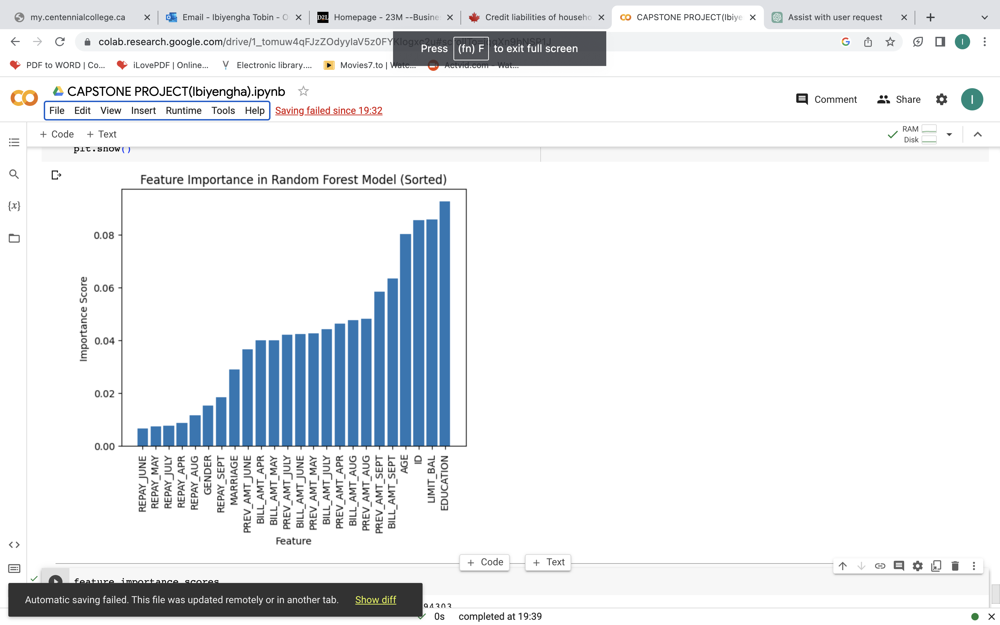 my.centennialcollege.ca
Email - Ibiyengha Tobin - O
D2L Homepage - 23M --Busine
Credit liabilities of househo
CAPSTONE PROJECT(Ibiye
Assist with user request
colab.research.google.com/drive/1_tomuw4qFJzZOdyylaV5z0FYKlogxc2u#scrollTo=jqqXn9bNSP1J
Press (fn) F to exit full screen
PDF to WORD | Co...
iLovePDF | Online...
Electronic library....
Movies7.to | Watc...
Actvid.com - Wat...
CAPSTONE PROJECT(Ibiyengha).ipynb
File Edit View Insert Runtime Tools Help Saving failed since 19:32
Comment Share I
+ Code + Text
RAM
Disk
plt.show()
Feature Importance in Random Forest Model (Sorted)
Importance Score
0.08
0.06
0.04
0.02
0.00
REPAY_JUNE
REPAY_MAY
REPAY_JULY
REPAY_APR
REPAY_AUG
GENDER
REPAY_SEPT
MARRIAGE
PREV_AMT_JUNE
BILL_AMT_APR
BILL_AMT_MAY
PREV_AMT_JULY
BILL_AMT_JUNE
PREV_AMT_MAY
BILL_AMT_JULY
PREV_AMT_APR
BILL_AMT_AUG
PREV_AMT_AUG
PREV_AMT_SEPT
BILL_AMT_SEPT
AGE
ID
LIMIT_BAL
EDUCATION
Feature
+ Code + Text
feature_importance_scores
Automatic saving failed. This file was updated remotely or in another tab. Show diff
94303
0s completed at 19:39